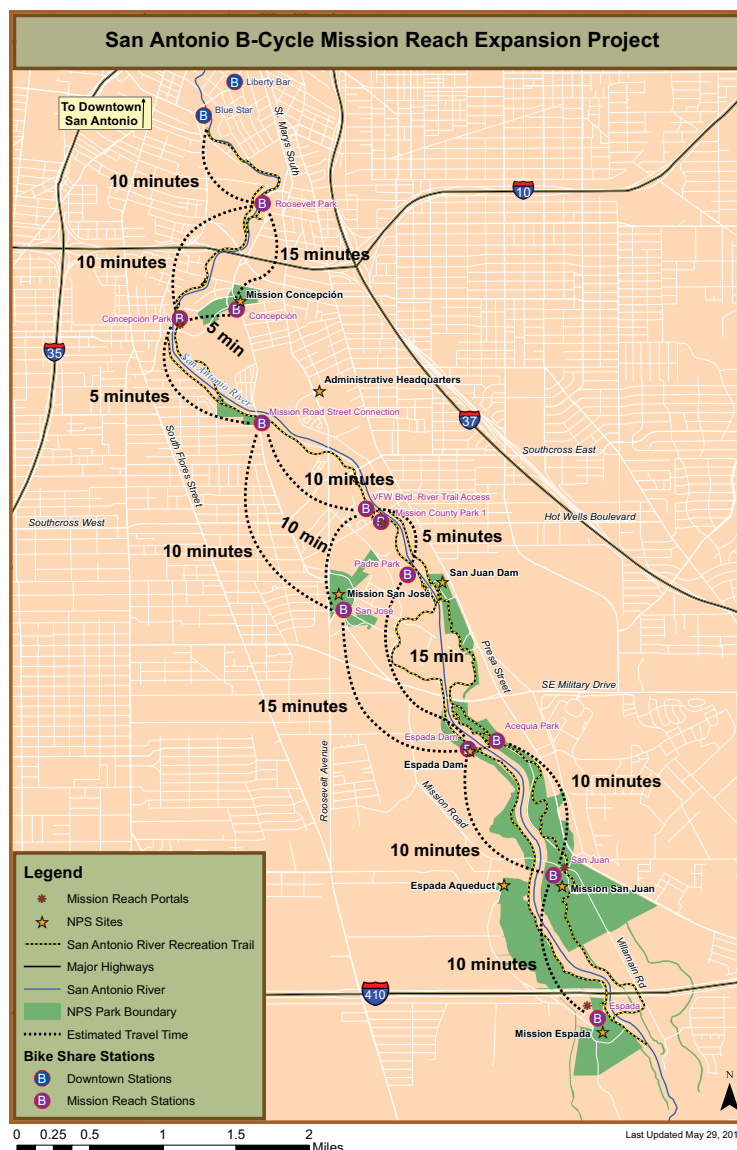 San Antonio B-Cycle Mission Reach Expansion Project
Liberty Bar
To Downtown
San Antonio
Blue Star
St. Marys South
10 minutes
10
Roosevelt Park
15 minutes
10 minutes
Mission Concepción
Concepción Park
Concepción
5 min
35
San Antonio River
Administrative Headquarters
5 minutes
Mission Road Street Connection
37
South Flores Street
Southcross East
10 minutes
VFW Blvd. River Trail Access
Mission County Park 1
Hot Wells Boulevard
Southcross West
10 min
5 minutes
10 minutes
Padre Park
San Juan Dam
Mission San José
San José
Presa Street
15 min
SE Military Drive
15 minutes
Acequia Park
Espada Dam
Espada Dam
Roosevelt Avenue
Mission Road
10 minutes
10 minutes
San Juan
Espada Aqueduct
Mission San Juan
Villamain Rd
10 minutes
410
Espada
Mission Espada
Legend
Mission Reach Portals
NPS Sites
San Antonio River Recreation Trail
Major Highways
San Antonio River
NPS Park Boundary
Estimated Travel Time
Bike Share Stations
B Downtown Stations
B Mission Reach Stations
N
0 0.25 0.5 1 1.5 2
Miles
Last Updated May 29, 201